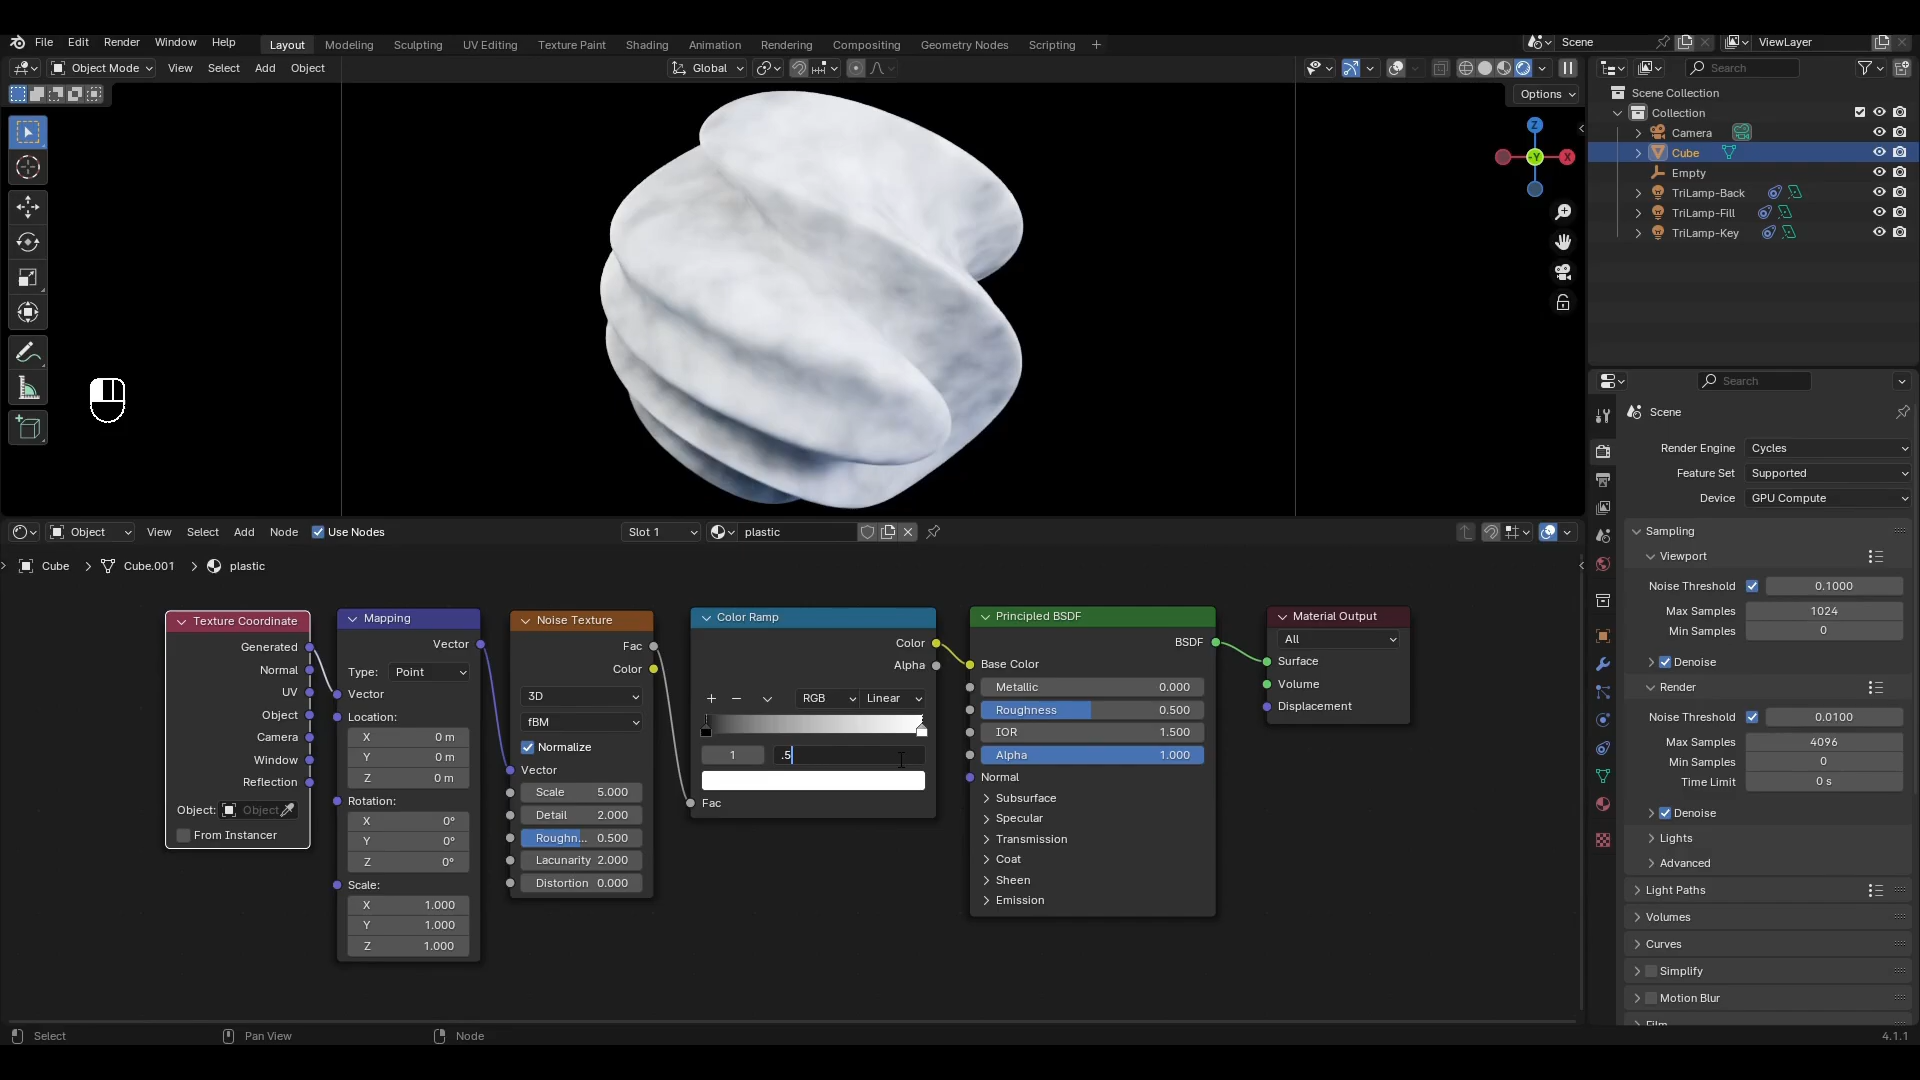 File Edit Render Window Help Layout Modeling Sculpting UV Editing Texture Paint Shading Animation Rendering Compositing Geometry Nodes Scripting + Scene ViewLayer
Object Mode View Select Add Object Global Search
Options
Scene Collection
Collection
Camera
Cube
Empty
TriLamp-Back
TriLamp-Fill
TriLamp-Key
Z
-Y
X
Search
Scene
Render Engine Cycles
Feature Set Supported
Device GPU Compute
Sampling
Viewport
Noise Threshold 0.1000
Max Samples 1024
Min Samples 0
Denoise
Render
Noise Threshold 0.0100
Max Samples 4096
Min Samples 0
Time Limit 0 s
Denoise
Lights
Advanced
Light Paths
Volumes
Curves
Simplify
Motion Blur
Film
Object View Select Add Node Use Nodes Slot 1 plastic
Cube Cube.001 plastic
Texture Coordinate
Generated
Normal
UV
Object
Camera
Window
Reflection
Object: Object
From Instancer
Mapping
Vector
Type: Point
Vector
Location:
X 0 m
Y 0 m
Z 0 m
Rotation:
X 0°
Y 0°
Z 0°
Scale:
X 1.000
Y 1.000
Z 1.000
Noise Texture
Fac
Color
3D
fBM
Normalize
Vector
Scale 5.000
Detail 2.000
Roughn... 0.500
Lacunarity 2.000
Distortion 0.000
Color Ramp
Color
Alpha
RGB Linear
1 .5
Fac
Principled BSDF
BSDF
Base Color
Metallic 0.000
Roughness 0.500
IOR 1.500
Alpha 1.000
Normal
Subsurface
Specular
Transmission
Coat
Sheen
Emission
Material Output
All
Surface
Volume
Displacement
Select Pan View Node 4.1.1